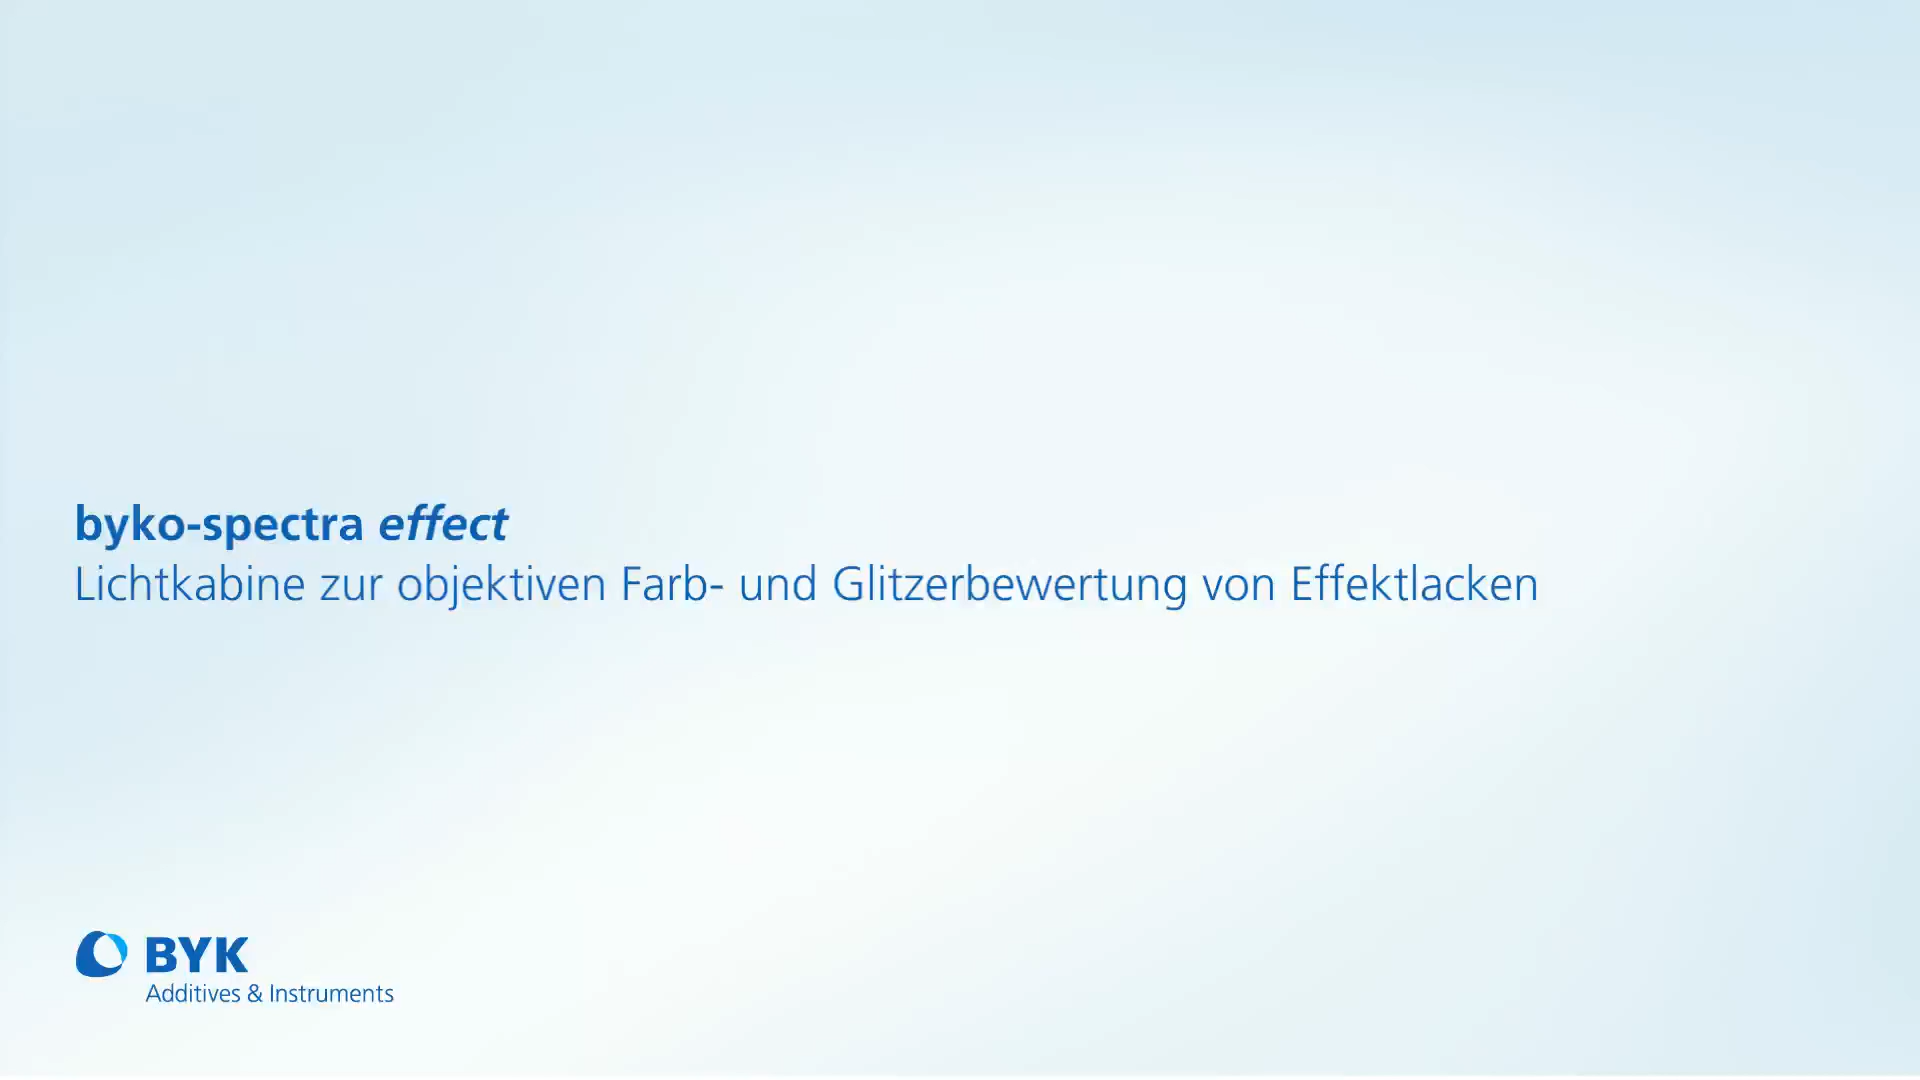 byko-spectra effect
Lichtkabine zur objektiven Farb- und Glitzerbewertung von Effektlacken
BYK
Additives & Instruments